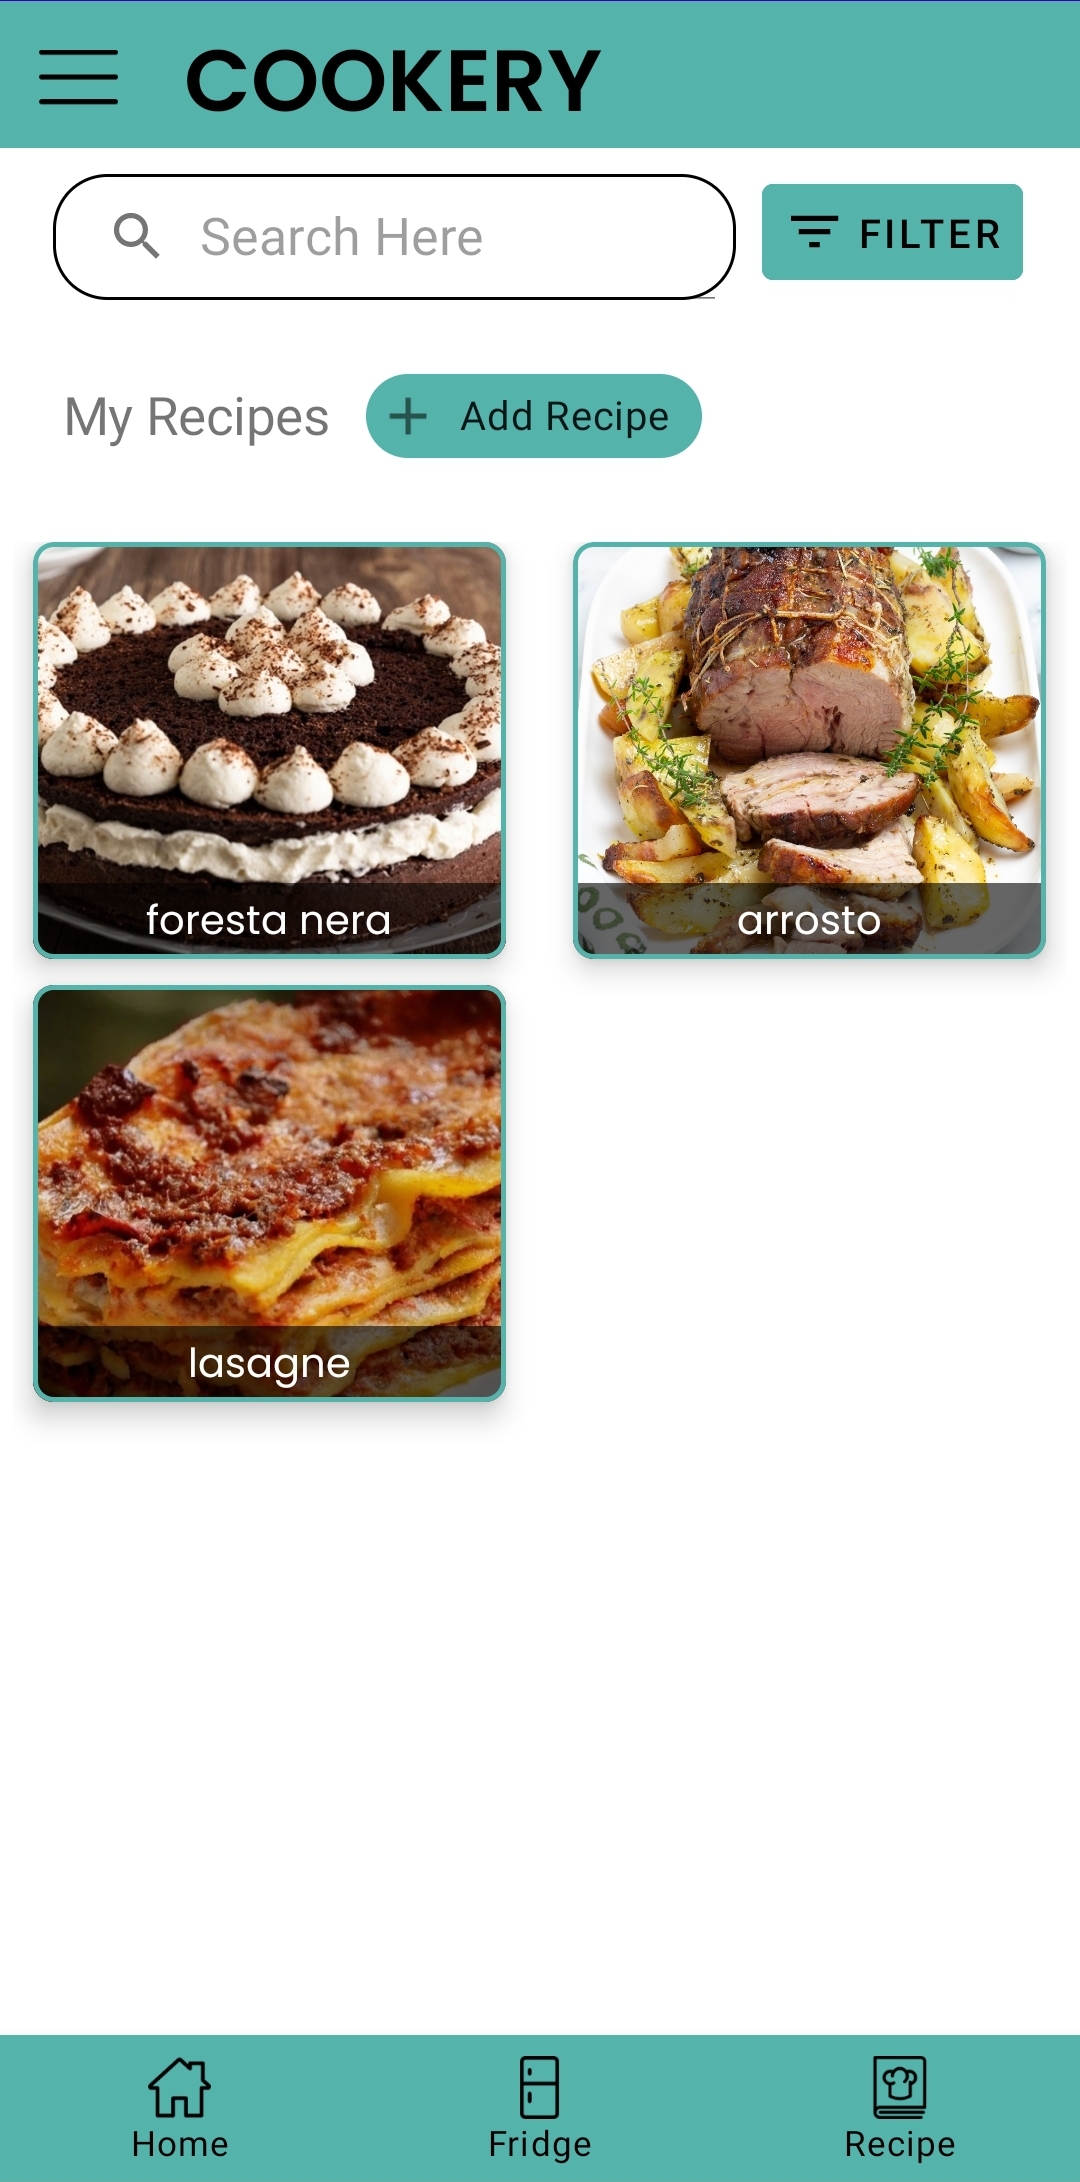 COOKERY
Search Here
FILTER
My Recipes
Add Recipe
foresta nera
arrosto
lasagne
Home
Fridge
Recipe